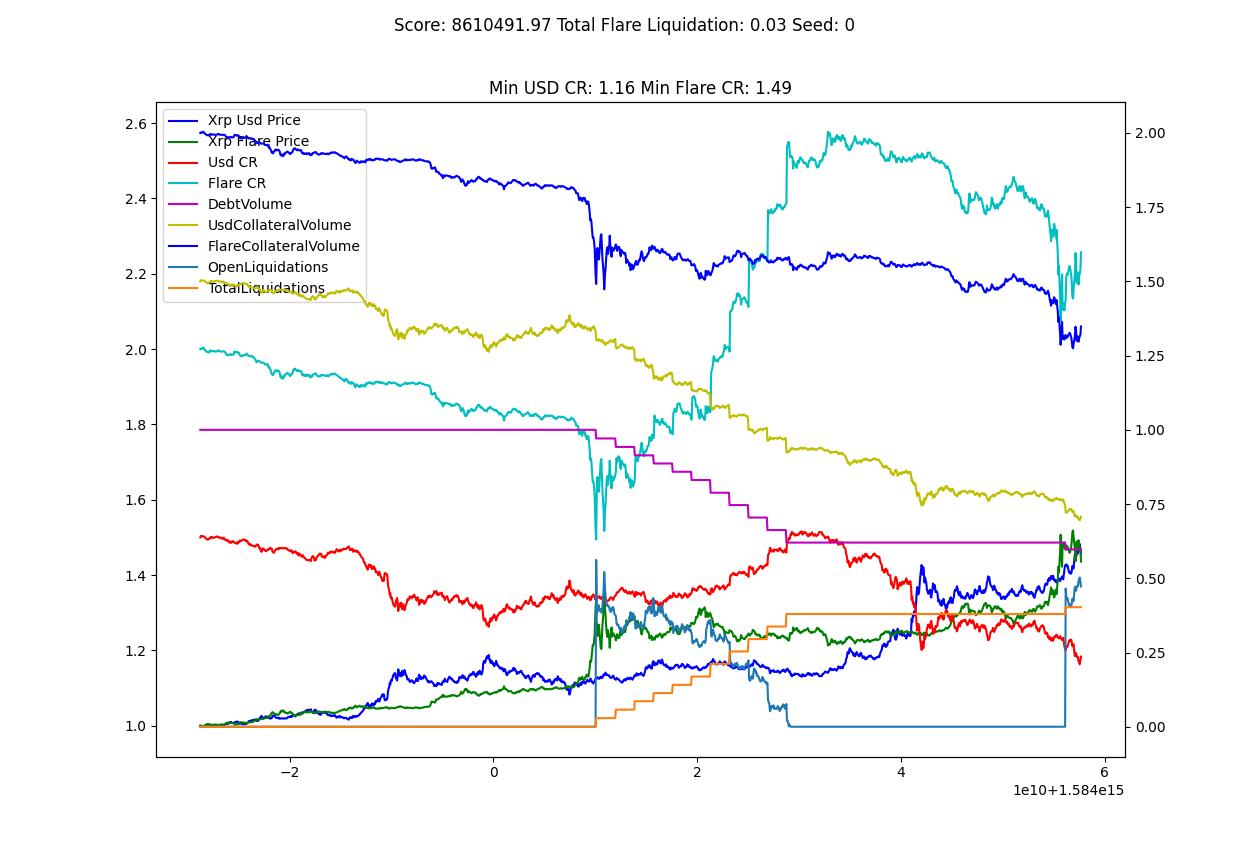 Score: 8610491.97 Total Flare Liquidation: 0.03 Seed: 0
Min USD CR: 1.16 Min Flare CR: 1.49
Xrp Usd Price
Xrp Flare Price
Usd CR
Flare CR
DebtVolume
UsdCollateralVolume
FlareCollateralVolume
OpenLiquidations
TotalLiquidations
2.6
2.4
2.2
2.0
1.8
1.6
1.4
1.2
1.0
2.00
1.75
1.50
1.25
1.00
0.75
0.50
0.25
0.00
−2 0 2 4 6
1e10+1.584e15